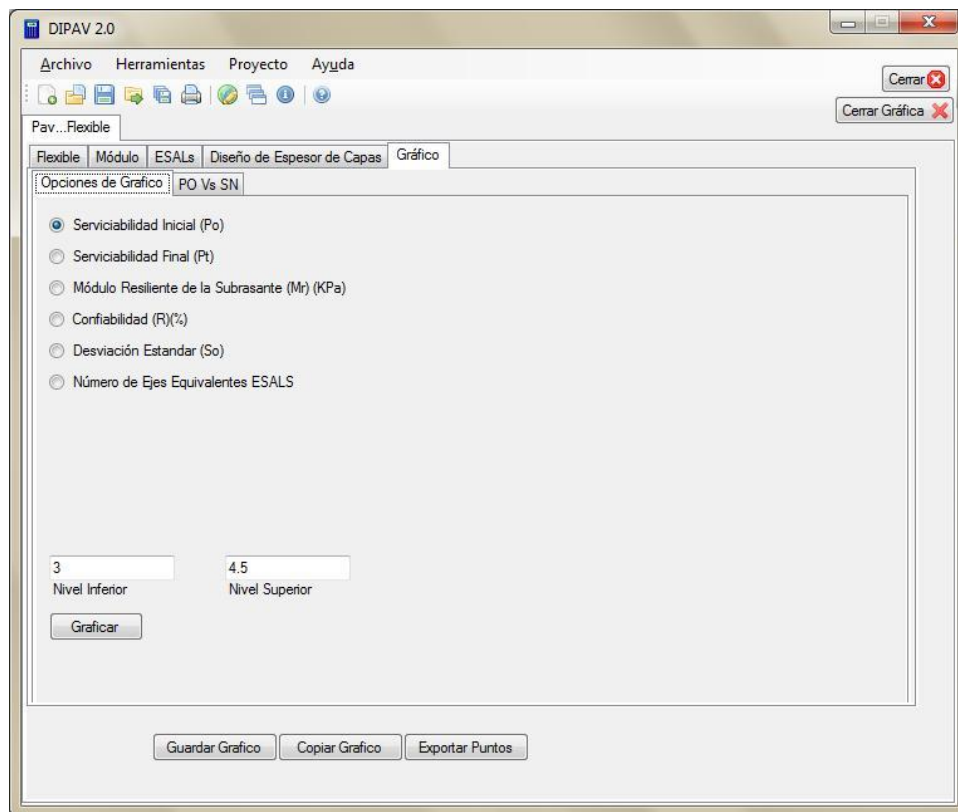 DIPAV 2.0
Archivo Herramientas Proyecto Ayuda
Cerrar
Cerrar Gráfica
Pav...Flexible
Flexible Módulo ESALs Diseño de Espesor de Capas Gráfico
Opciones de Grafico PO Vs SN
Serviciabilidad Inicial (Po)
Serviciabilidad Final (Pt)
Módulo Resiliente de la Subrasante (Mr) (KPa)
Confiabilidad (R)(%)
Desviación Estandar (So)
Número de Ejes Equivalentes ESALS
3 4.5
Nivel Inferior Nivel Superior
Graficar
Guardar Grafico Copiar Grafico Exportar Puntos